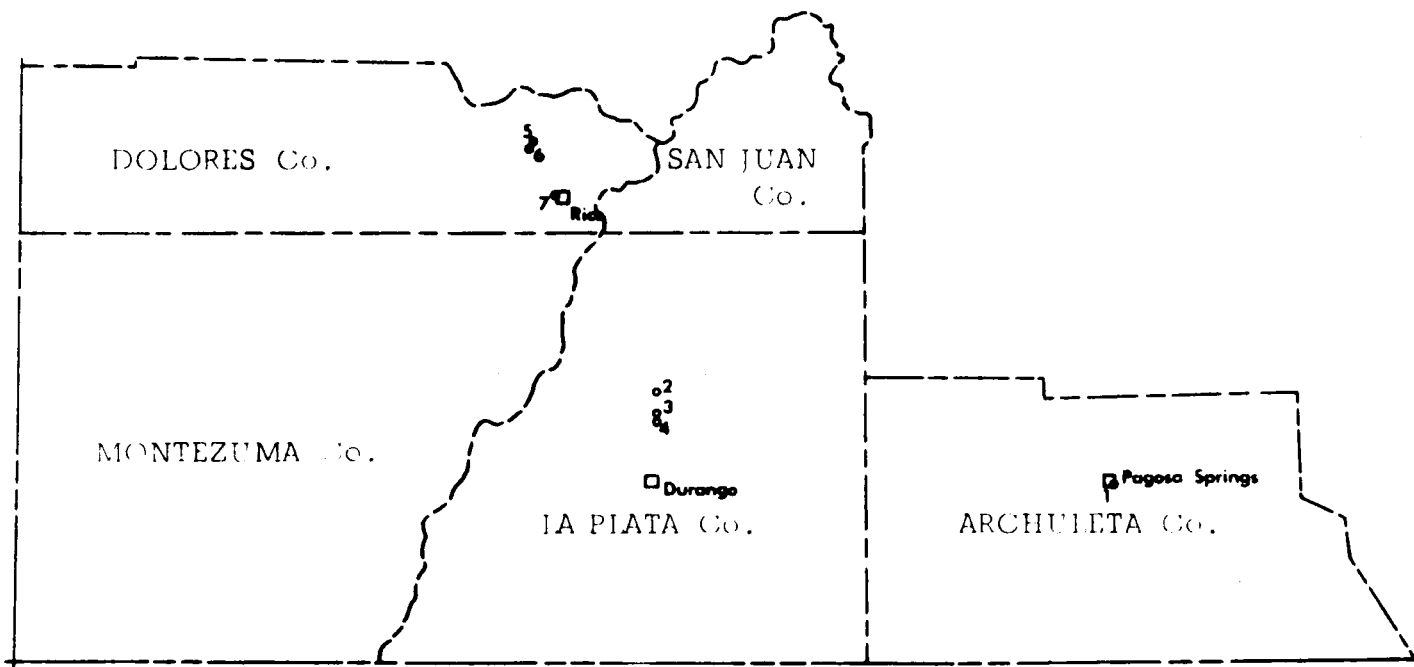 5
6
DOLORES Co.
SAN JUAN
Co.
7
Rico
2
3
4
MONTEZUMA Co.
Durango
Pagosa Springs
1
LA PLATA Co.
ARCHULETA Co.